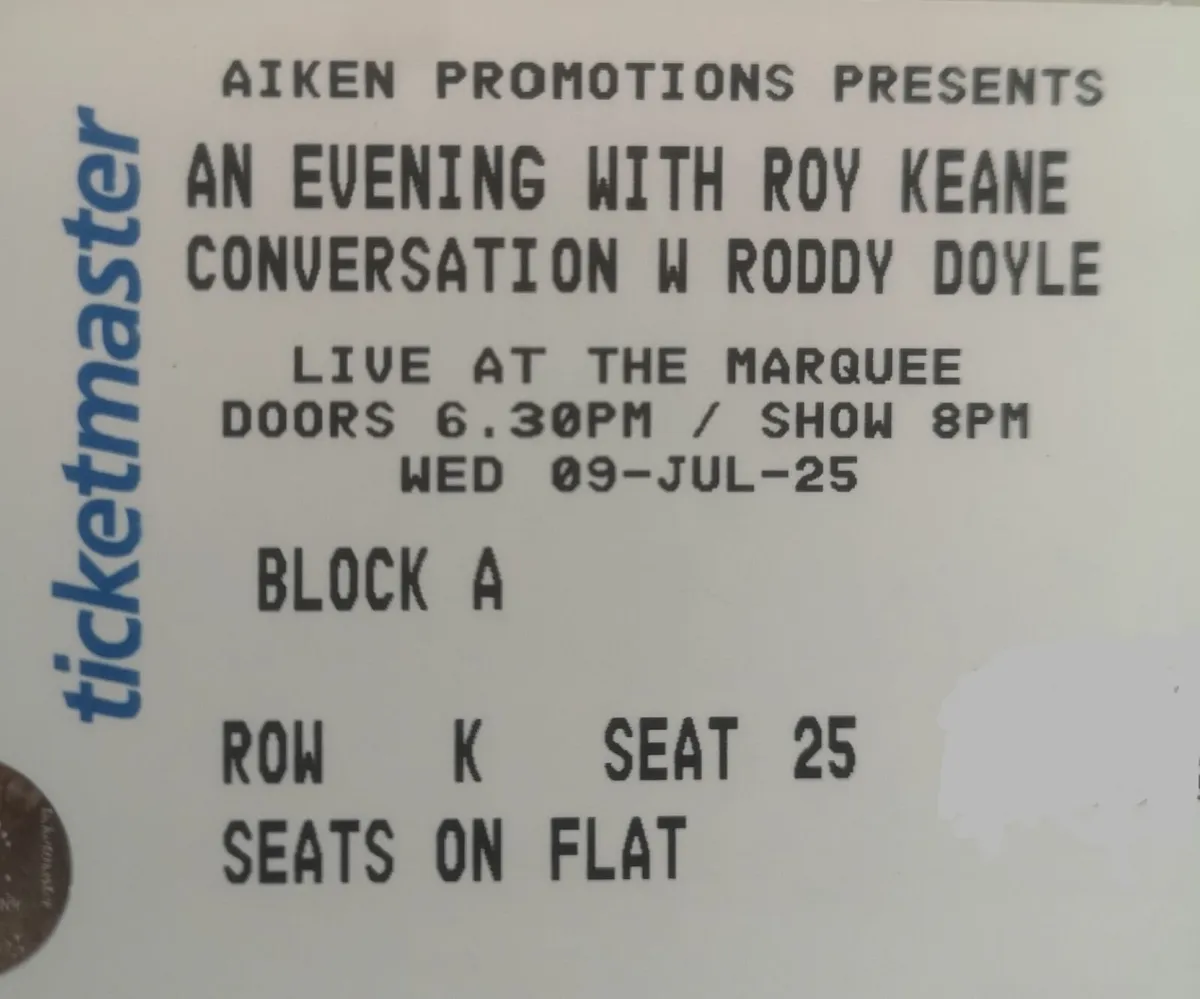 AIKEN PROMOTIONS PRESENTS
AN EVENING WITH ROY KEANE
CONVERSATION W RODDY DOYLE
LIVE AT THE MARQUEE
DOORS 6.30PM / SHOW 8PM
WED 09-JUL-25
BLOCK A
ROW K SEAT 25
SEATS ON FLAT
ticketmaster